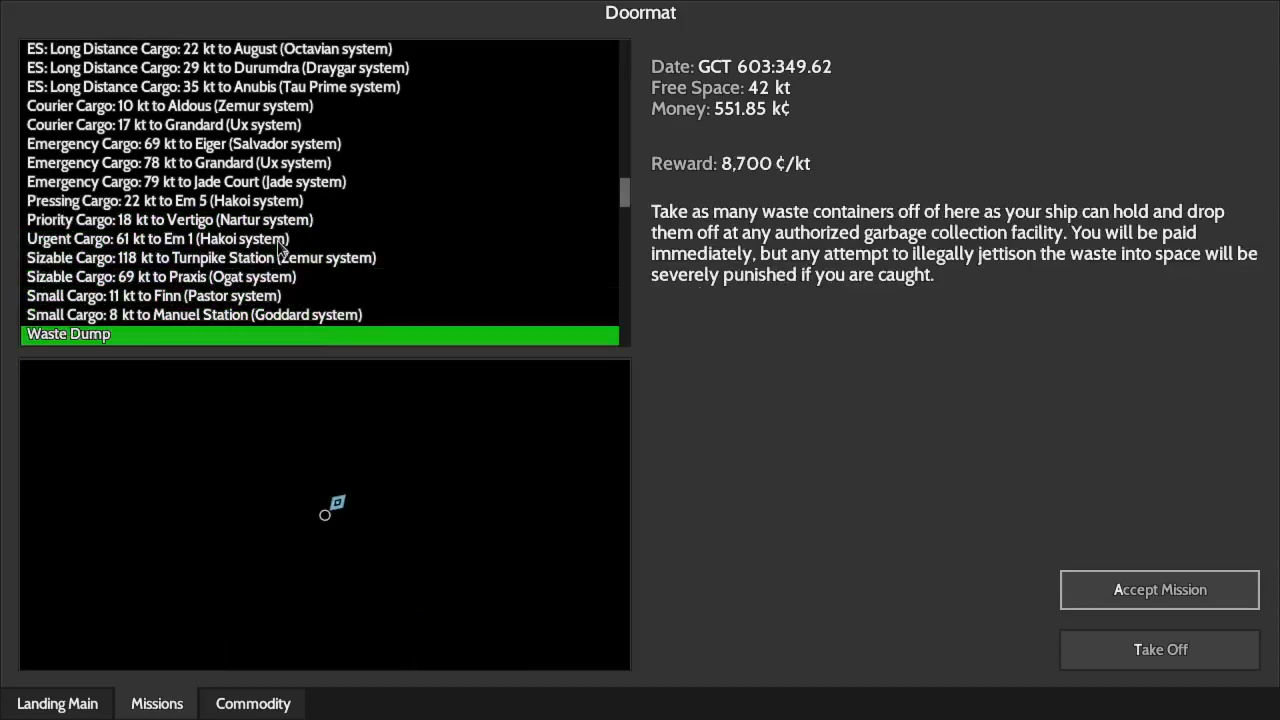 Doormat
ES: Long Distance Cargo: 22 kt to August (Octavian system)
ES: Long Distance Cargo: 29 kt to Durumdra (Draygar system)
ES: Long Distance Cargo: 35 kt to Anubis (Tau Prime system)
Courier Cargo: 10 kt to Aldous (Zemur system)
Courier Cargo: 17 kt to Grandard (Ux system)
Emergency Cargo: 69 kt to Eiger (Salvador system)
Emergency Cargo: 78 kt to Grandard (Ux system)
Emergency Cargo: 79 kt to Jade Court (Jade system)
Pressing Cargo: 22 kt to Em 5 (Hakoi system)
Priority Cargo: 18 kt to Vertigo (Nartur system)
Urgent Cargo: 61 kt to Em 1 (Hakoi system)
Sizable Cargo: 118 kt to Turnpike Station (Zemur system)
Sizable Cargo: 69 kt to Praxis (Ogat system)
Small Cargo: 11 kt to Finn (Pastor system)
Small Cargo: 8 kt to Manuel Station (Goddard system)
Waste Dump
Date: GCT 603:349.62
Free Space: 42 kt
Money: 551.85 k¢
Reward: 8,700 ¢/kt
Take as many waste containers off of here as your ship can hold and drop
them off at any authorized garbage collection facility. You will be paid
immediately, but any attempt to illegally jettison the waste into space will be
severely punished if you are caught.
Accept Mission
Take Off
Landing Main
Missions
Commodity